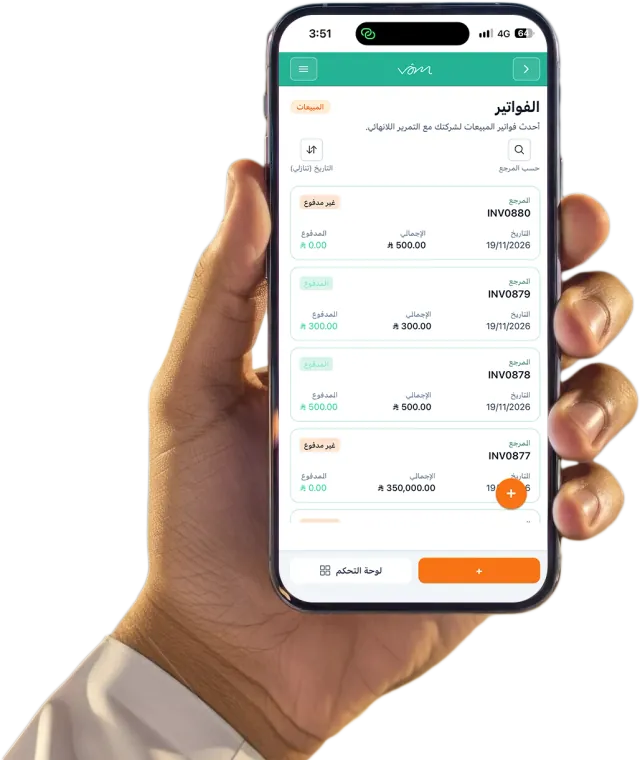 3:51
4G
64
vom
الفواتير
المبيعات
أحدث فواتير المبيعات لشركتك مع التمرير اللانهائي.
حسب المرجع
التاريخ (تنازلي)
المرجع
غير مدفوع
INV0880
التاريخ
الإجمالي
المدفوع
19/11/2026
500.00
0.00
المرجع
المدفوع
INV0879
التاريخ
الإجمالي
المدفوع
19/11/2026
300.00
300.00
المرجع
المدفوع
INV0878
التاريخ
الإجمالي
المدفوع
19/11/2026
500.00
500.00
المرجع
غير مدفوع
INV0877
التاريخ
الإجمالي
المدفوع
350,000.00
0.00
+
+
لوحة التحكم